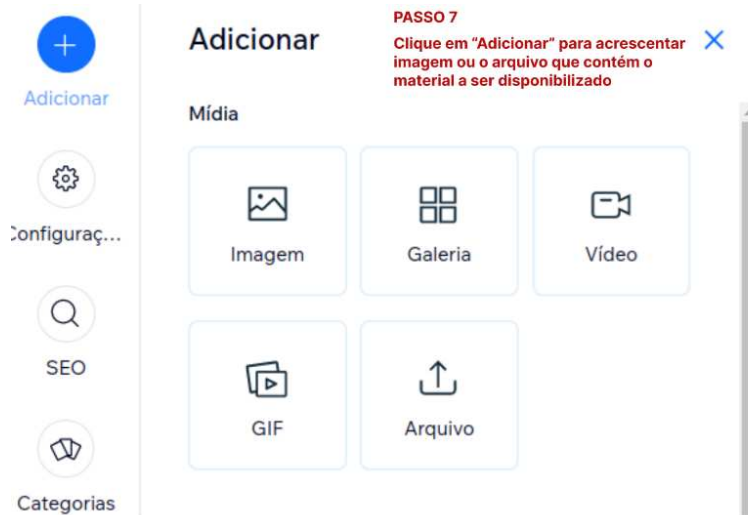 Adicionar
Configuraç...
SEO
Categorias
Adicionar
PASSO 7
Clique em “Adicionar” para acrescentar
imagem ou o arquivo que contém o
material a ser disponibilizado
Mídia
Imagem
Galeria
Vídeo
GIF
Arquivo